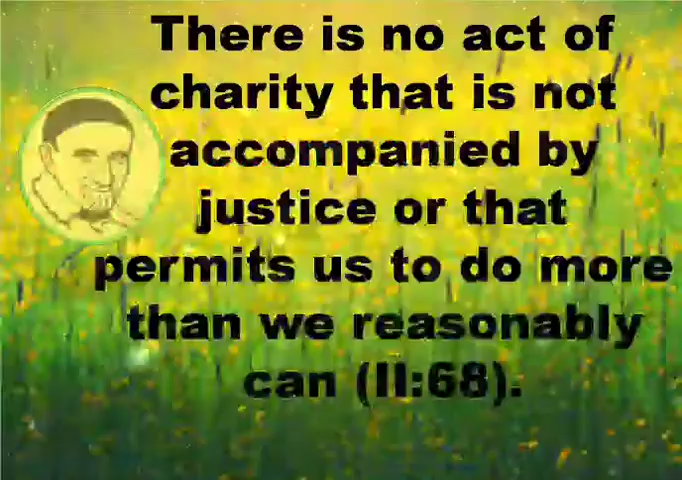 There is no act of
charity that is not
accompanied by
justice or that
permits us to do more
than we reasonably
can (II:68).